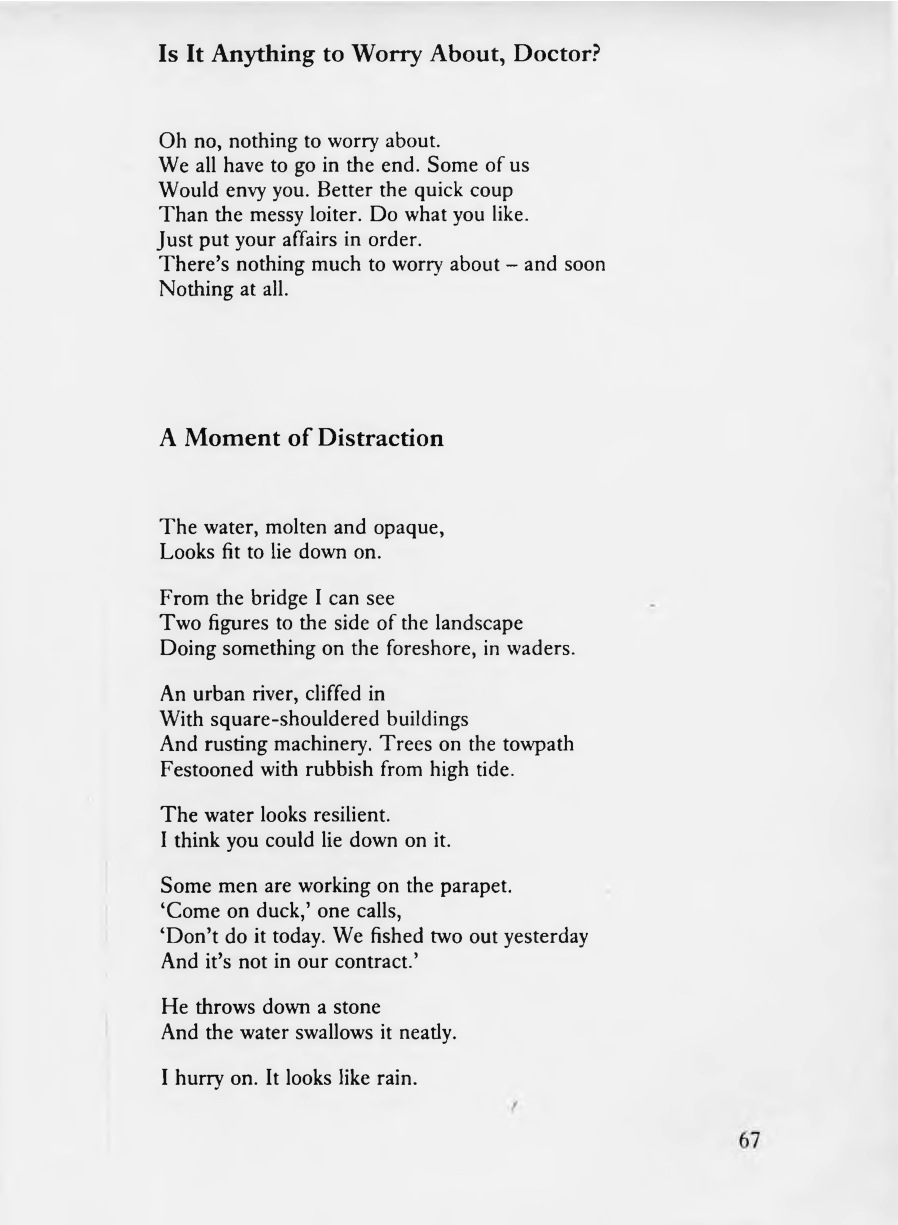 Is It Anything to Worry About, Doctor?
Oh no, nothing to worry about.
We all have to go in the end. Some of us
Would envy you. Better the quick coup
Than the messy loiter. Do what you like.
Just put your affairs in order.
There's nothing much to worry about – and soon
Nothing at all.
A Moment of Distraction
The water, molten and opaque,
Looks fit to lie down on.
From the bridge I can see
Two figures to the side of the landscape
Doing something on the foreshore, in waders.
An urban river, cliffed in
With square-shouldered buildings
And rusting machinery. Trees on the towpath
Festooned with rubbish from high tide.
The water looks resilient.
I think you could lie down on it.
Some men are working on the parapet.
‘Come on duck,’ one calls,
‘Don't do it today. We fished two out yesterday
And it's not in our contract.’
He throws down a stone
And the water swallows it neatly.
I hurry on. It looks like rain.
67